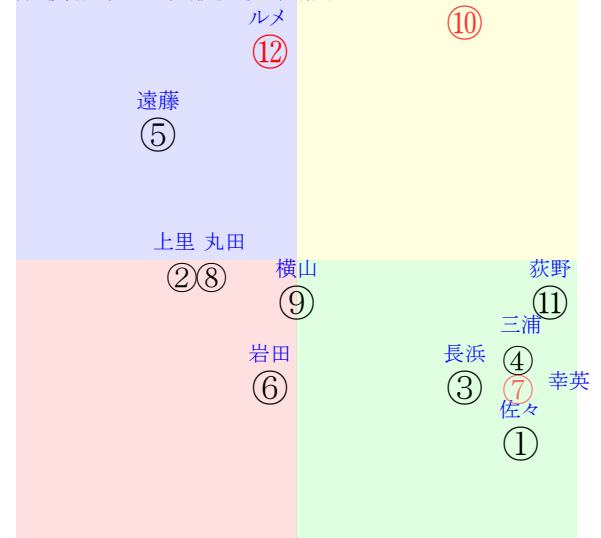 ルメ
⑩
⑫
遠藤
⑤
上里 丸田
②⑧
横山
⑨
荻野
⑪
三浦
岩田
⑥
長浜
③
④
幸英
⑦
佐々
①